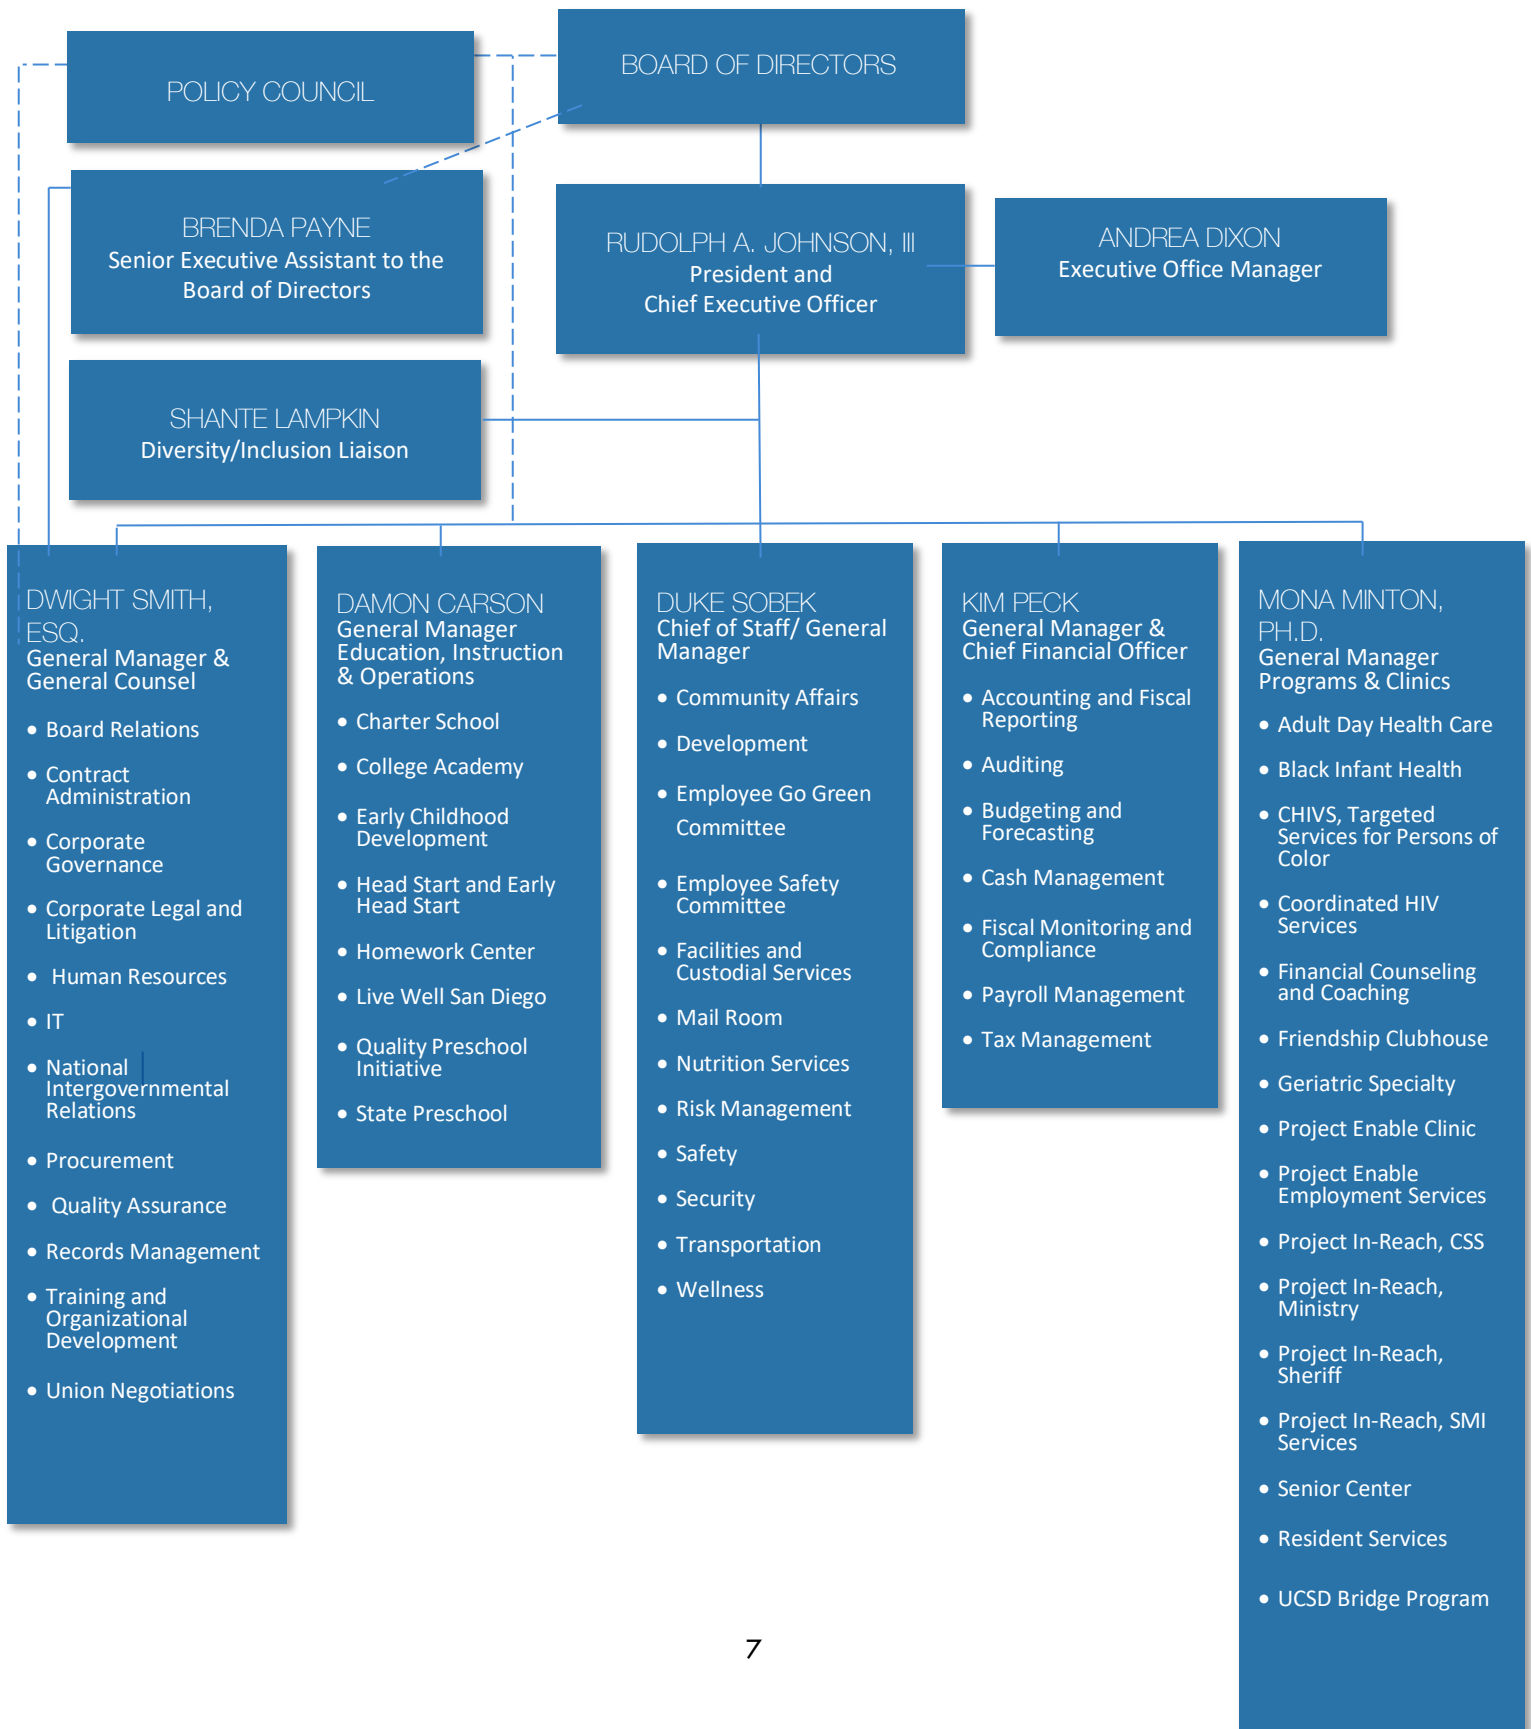 POLICY COUNCIL
BOARD OF DIRECTORS
BRENDA PAYNE
Senior Executive Assistant to the
Board of Directors
RUDOLPH A. JOHNSON, III
President and
Chief Executive Officer
ANDREA DIXON
Executive Office Manager
SHANTE LAMPKIN
Diversity/Inclusion Liaison
DWIGHT SMITH,
ESQ.
General Manager &
General Counsel
• Board Relations
• Contract
Administration
• Corporate
Governance
• Corporate Legal and
Litigation
• Human Resources
• IT
• National
Intergovernmental
Relations
• Procurement
• Quality Assurance
• Records Management
• Training and
Organizational
Development
• Union Negotiations
DAMON CARSON
General Manager
Education, Instruction
& Operations
• Charter School
• College Academy
• Early Childhood
Development
• Head Start and Early
Head Start
• Homework Center
• Live Well San Diego
• Quality Preschool
Initiative
• State Preschool
DUKE SOBEK
Chief of Staff/ General
Manager
• Community Affairs
• Development
• Employee Go Green
Committee
• Employee Safety
Committee
• Facilities and
Custodial Services
• Mail Room
• Nutrition Services
• Risk Management
• Safety
• Security
• Transportation
• Wellness
KIM PECK
General Manager &
Chief Financial Officer
• Accounting and Fiscal
Reporting
• Auditing
• Budgeting and
Forecasting
• Cash Management
• Fiscal Monitoring and
Compliance
• Payroll Management
• Tax Management
MONA MINTON,
PH.D.
General Manager
Programs & Clinics
• Adult Day Health Care
• Black Infant Health
• CHIVS, Targeted
Services for Persons of
Color
• Coordinated HIV
Services
• Financial Counseling
and Coaching
• Friendship Clubhouse
• Geriatric Specialty
• Project Enable Clinic
• Project Enable
Employment Services
• Project In-Reach, CSS
• Project In-Reach,
Ministry
• Project In-Reach,
Sheriff
• Project In-Reach, SMI
Services
• Senior Center
• Resident Services
• UCSD Bridge Program
7